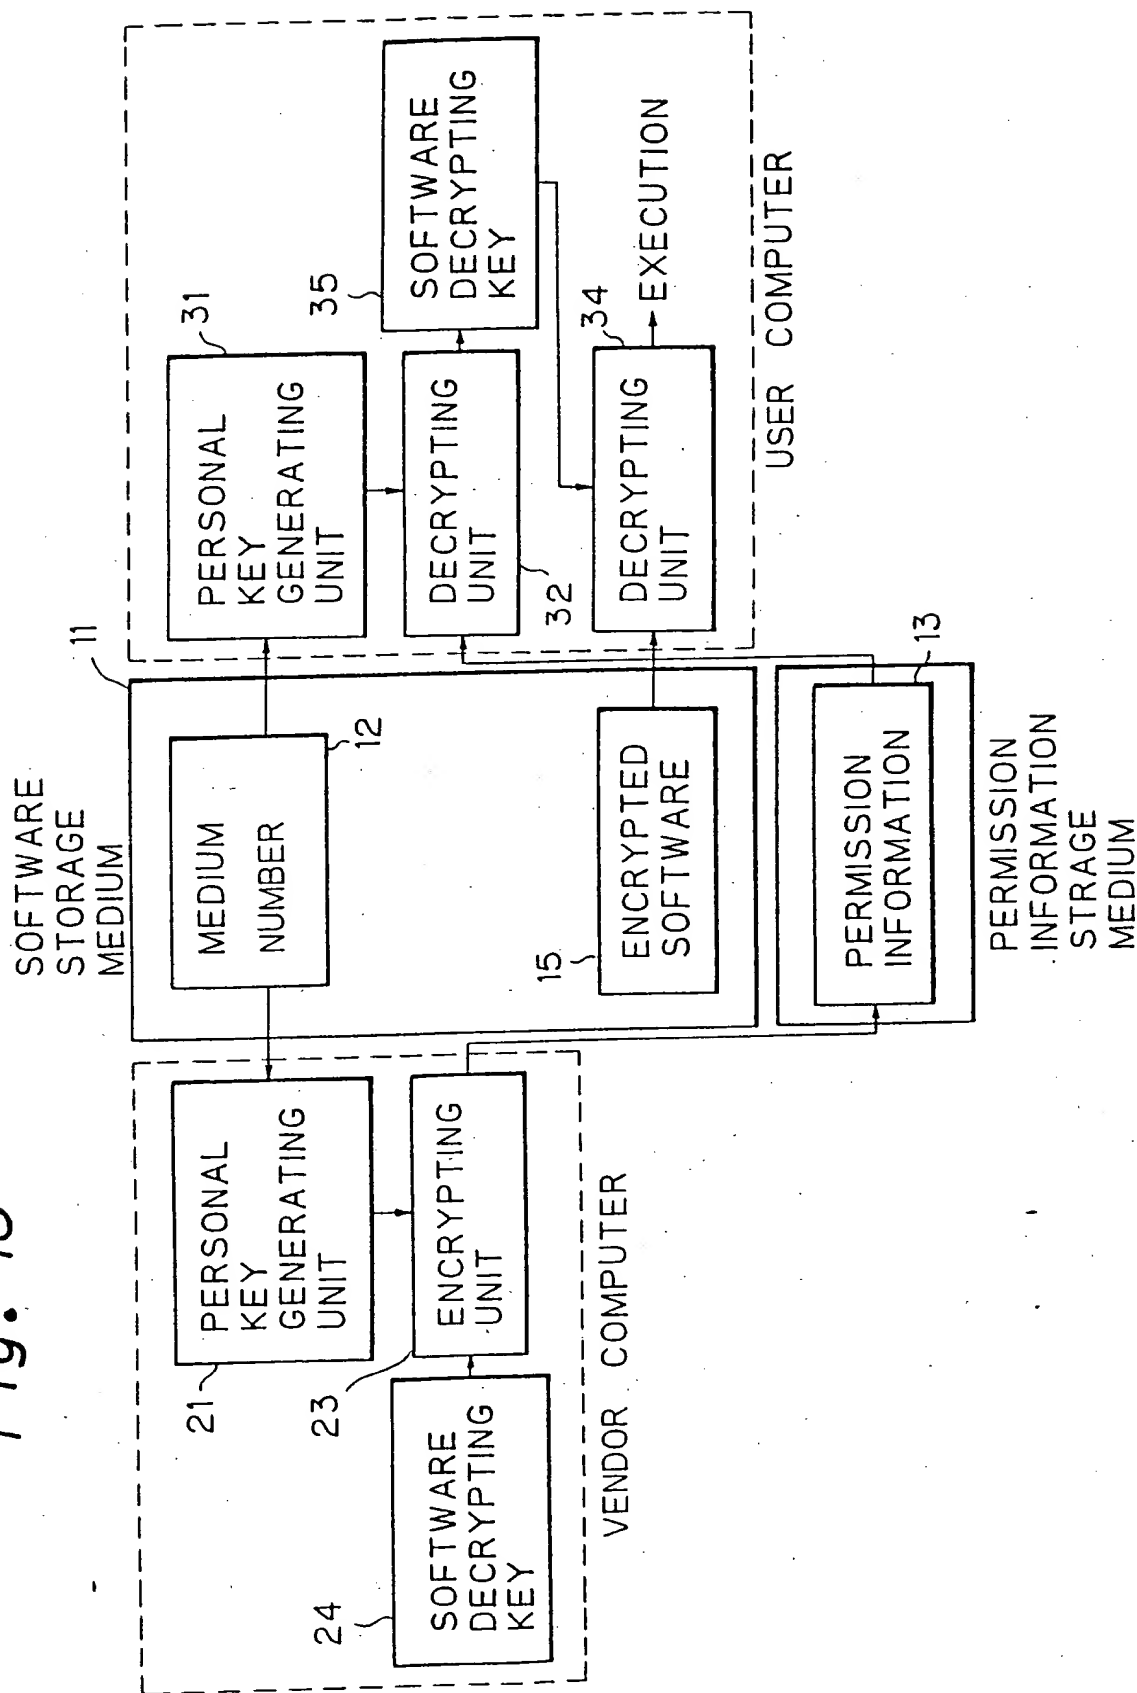 Fig.
SOFTWARE
STORAGE
MEDIUM
11
21
PERSONAL
KEY
GENERATING
UNIT
MEDIUM
NUMBER
12
PERSONAL
KEY
GENERATING
UNIT
31
24
SOFTWARE
DECRYPTING
KEY
23
ENCRYPTING
UNIT
DECRYPTING
UNIT
32
35
SOFTWARE
DECRYPTING
KEY
VENDOR COMPUTER
15
ENCRYPTED
SOFTWARE
DECRYPTING
UNIT
34
EXECUTION
USER COMPUTER
PERMISSION
INFORMATION
13
PERMISSION
INFORMATION
STRAGE
MEDIUM